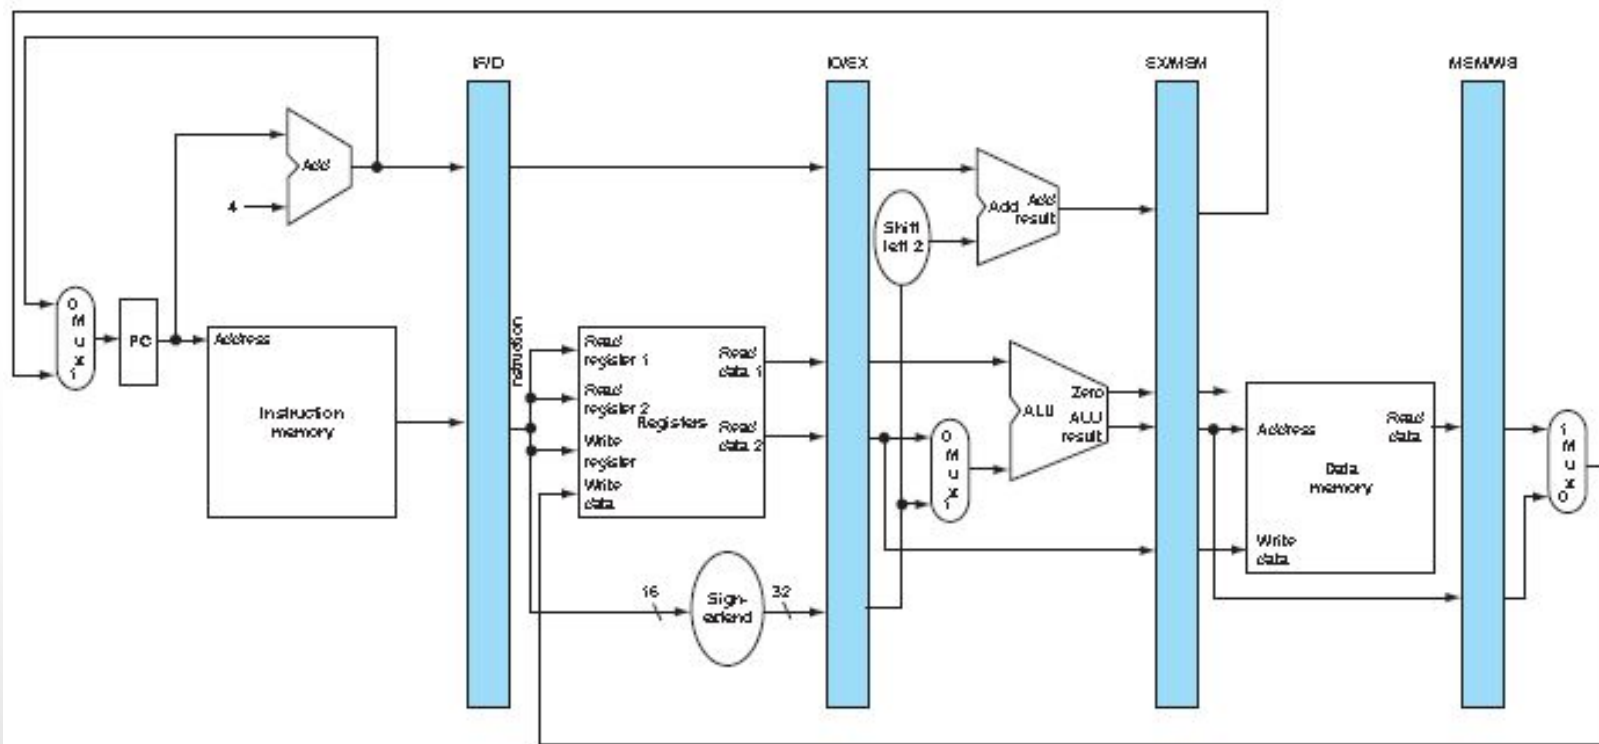 IF/D
ID/EX
EX/MEM
MEM/WB
Add
4
Add Add
result
Shift
left 2
0
M
u
x
1
PC
Address
Instruction
memory
nstruction
Read
register 1
Read
register 2
Registers
Write
register
Write
data
Read
data 1
Read
data 2
16
Sign-
extend
32
0
M
u
x
1
ALU
Zero
ALU
result
Address
Read
data
Data
memory
Write
data
1
M
u
x
0